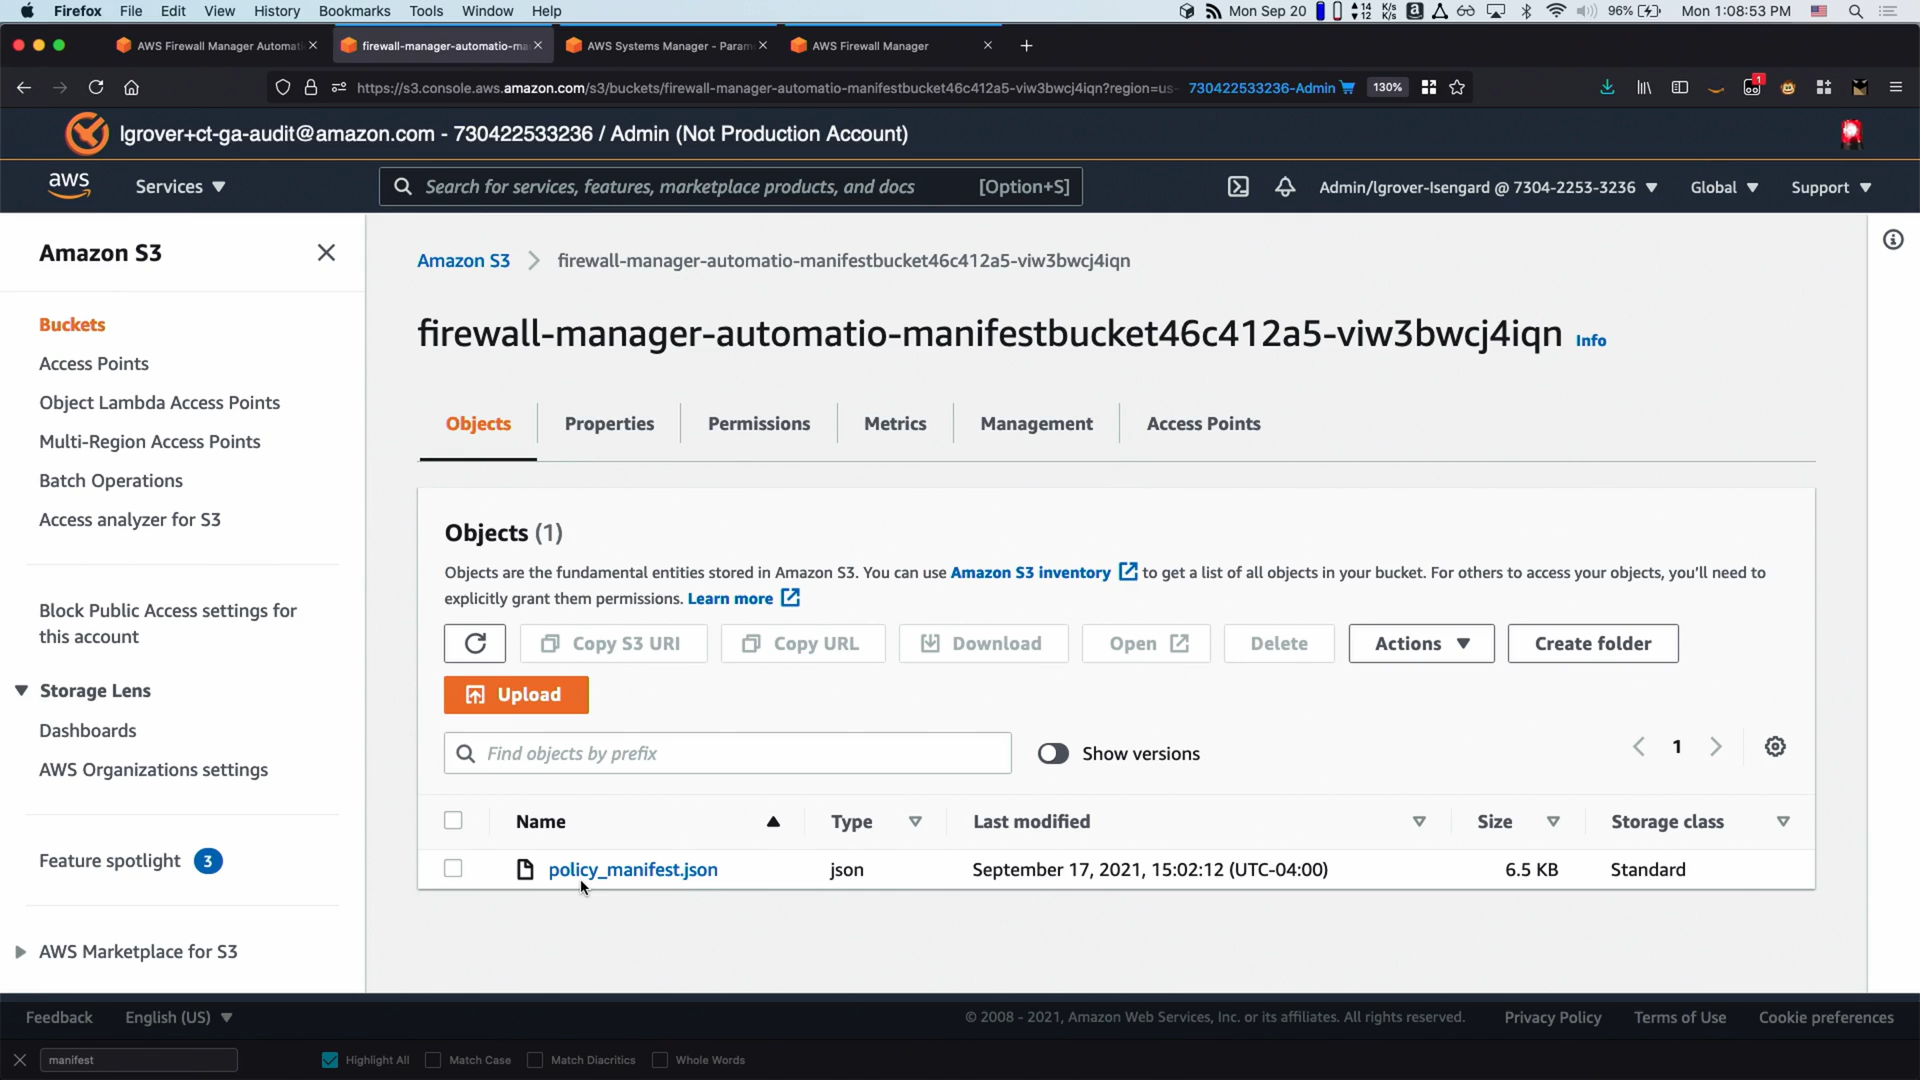 Firefox File Edit View History Bookmarks Tools Window Help
Mon Sep 20 14 12 K/s K/s 96% Mon 1:08:53 PM
AWS Firewall Manager Automati
firewall-manager-automatio-ma
AWS Systems Manager - Param
AWS Firewall Manager
https://s3.console.aws.amazon.com/s3/buckets/firewall-manager-automatio-manifestbucket46c412a5-viw3bwcj4iqn?region=us- 730422533236-Admin 130% 1
lgrover+ct-ga-audit@amazon.com - 730422533236 / Admin (Not Production Account)
aws Services Search for services, features, marketplace products, and docs [Option+S] Admin/lgrover-Isengard @ 7304-2253-3236 Global Support
Amazon S3
Buckets
Access Points
Object Lambda Access Points
Multi-Region Access Points
Batch Operations
Access analyzer for S3
Block Public Access settings for
this account
Storage Lens
Dashboards
AWS Organizations settings
Feature spotlight 3
AWS Marketplace for S3
Amazon S3 firewall-manager-automatio-manifestbucket46c412a5-viw3bwcj4iqn
firewall-manager-automatio-manifestbucket46c412a5-viw3bwcj4iqn Info
Objects Properties Permissions Metrics Management Access Points
Objects (1)
Objects are the fundamental entities stored in Amazon S3. You can use Amazon S3 inventory to get a list of all objects in your bucket. For others to access your objects, you’ll need to
explicitly grant them permissions. Learn more
Copy S3 URI Copy URL Download Open Delete Actions Create folder
Upload
Find objects by prefix Show versions 1
Name Type Last modified Size Storage class
policy_manifest.json json September 17, 2021, 15:02:12 (UTC-04:00) 6.5 KB Standard
Feedback English (US) © 2008 - 2021, Amazon Web Services, Inc. or its affiliates. All rights reserved. Privacy Policy Terms of Use Cookie preferences
manifest Highlight All Match Case Match Diacritics Whole Words